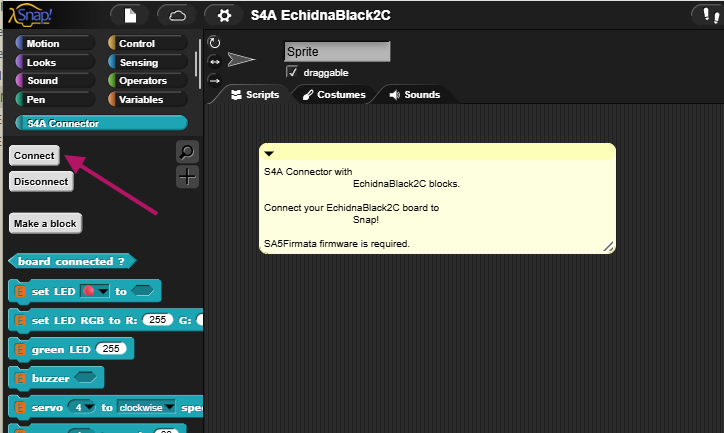 Snap!
S4A EchidnaBlack2C
Motion
Control
Looks
Sensing
Sound
Operators
Pen
Variables
S4A Connector
Sprite
draggable
Scripts
Costumes
Sounds
Connect
Disconnect
Make a block
board connected ?
set LED to
set LED RGB to R: 255 G:
green LED 255
buzzer
servo 4 to clockwise spe
S4A Connector with
EchidnaBlack2C blocks.
Connect your EchidnaBlack2C board to
Snap!
SA5Firmata firmware is required.